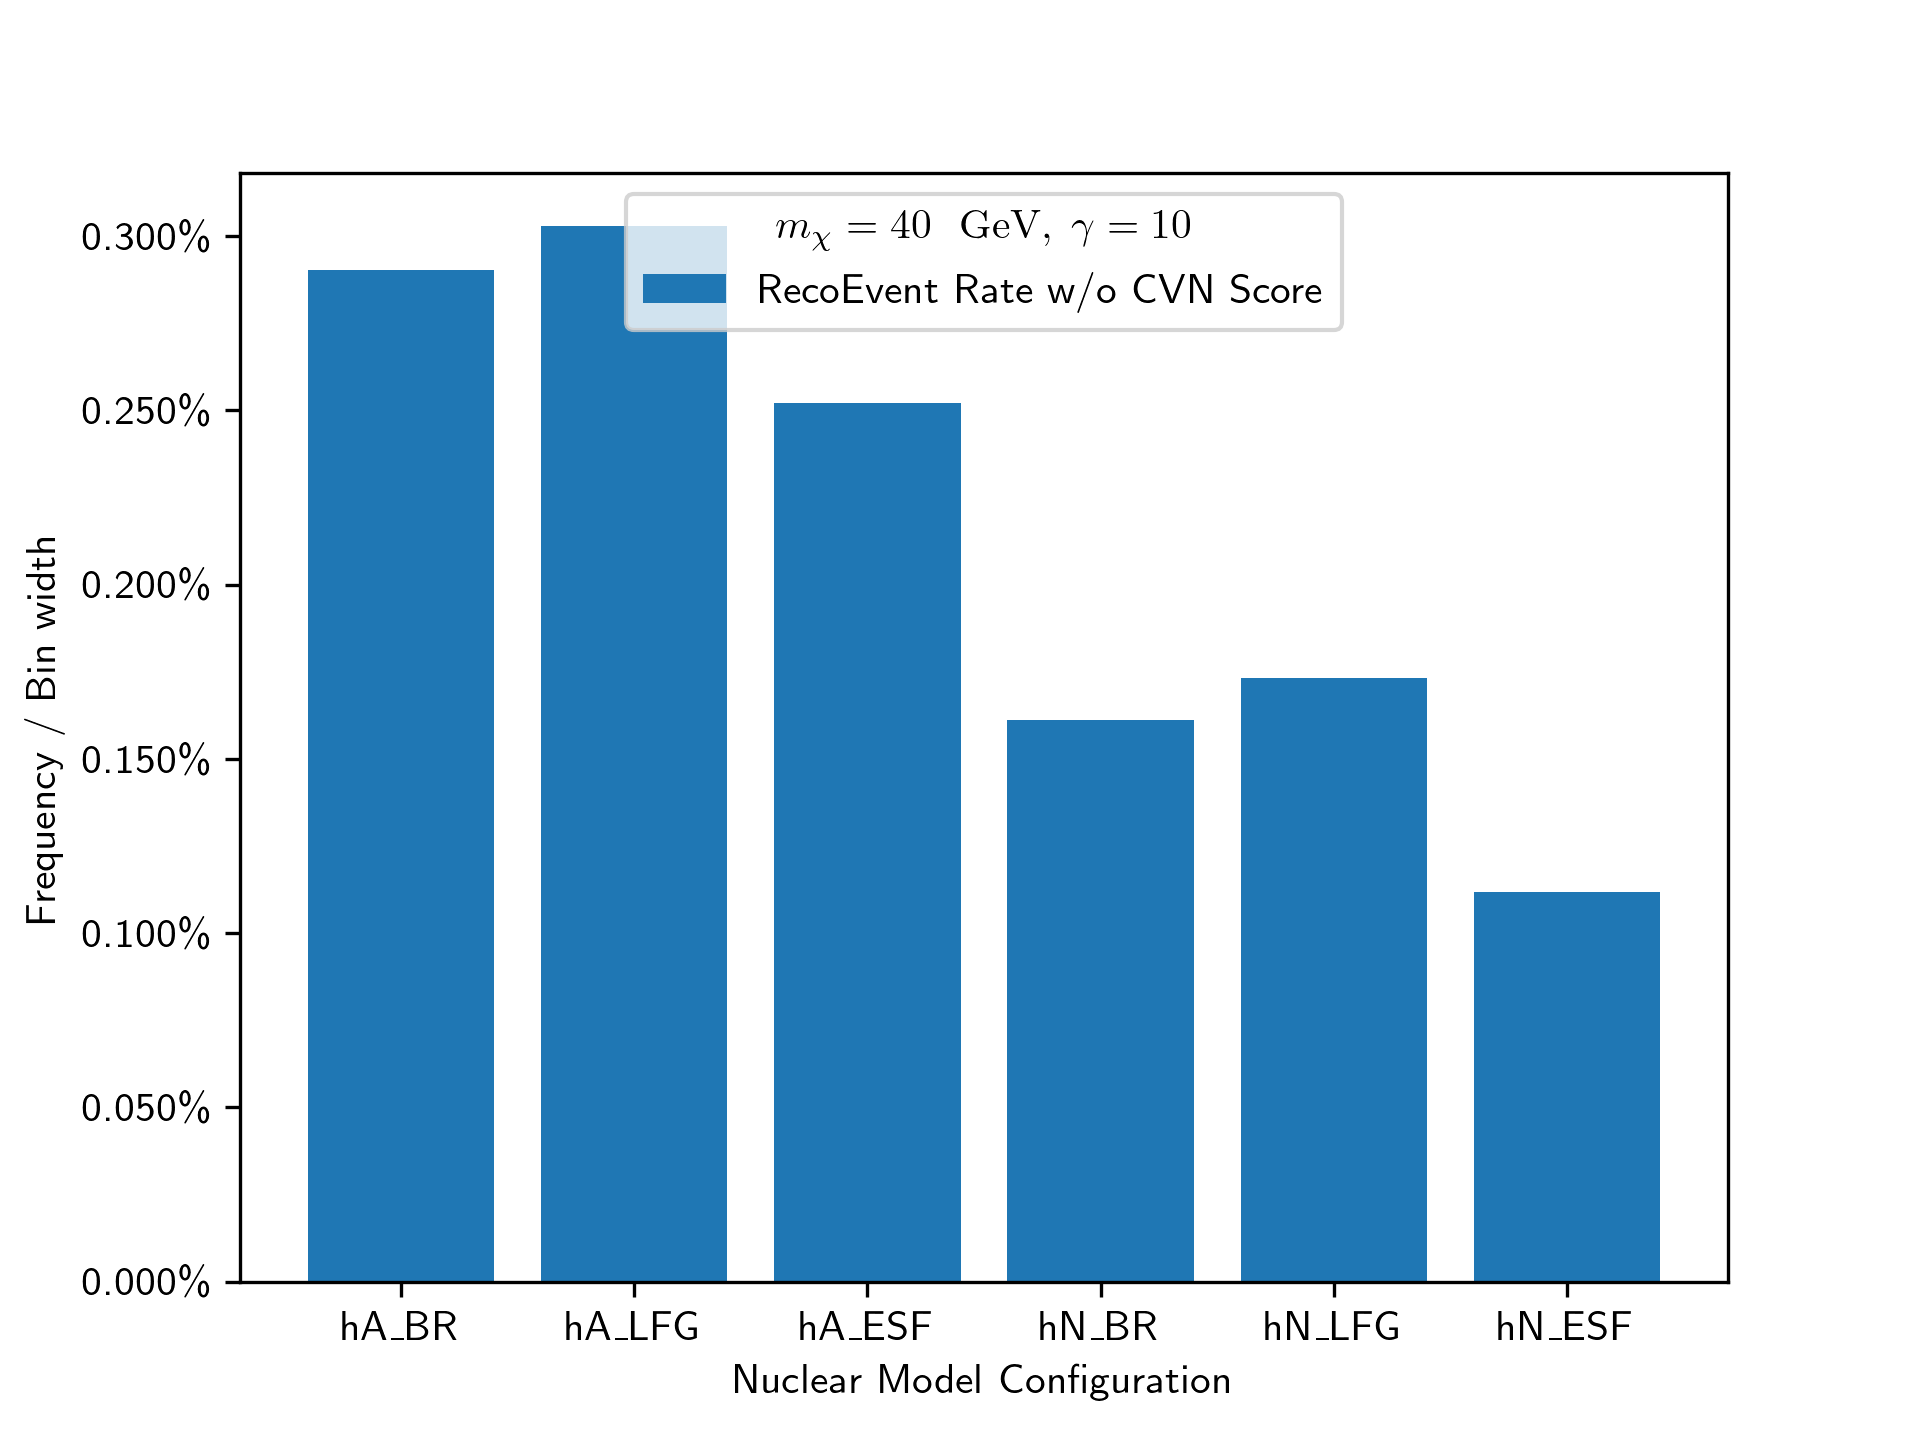 m_χ = 40 GeV, γ = 10
RecoEvent Rate w/o CVN Score
0.300%
0.250%
0.200%
0.150%
0.100%
0.050%
0.000%
Frequency / Bin width
hA_BR hA_LFG hA_ESF hN_BR hN_LFG hN_ESF
Nuclear Model Configuration